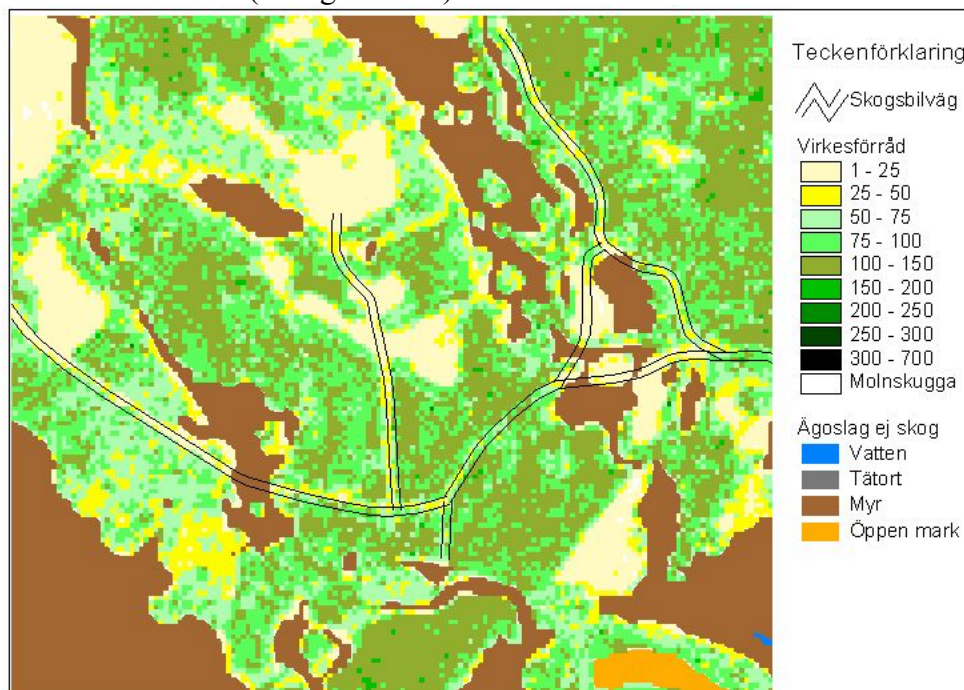 Teckenförklaring
Skogsbilväg
Virkesförråd
1 - 25
25 - 50
50 - 75
75 - 100
100 - 150
150 - 200
200 - 250
250 - 300
300 - 700
Molnskugga
Ägoslag ej skog
Vatten
Tätort
Myr
Öppen mark